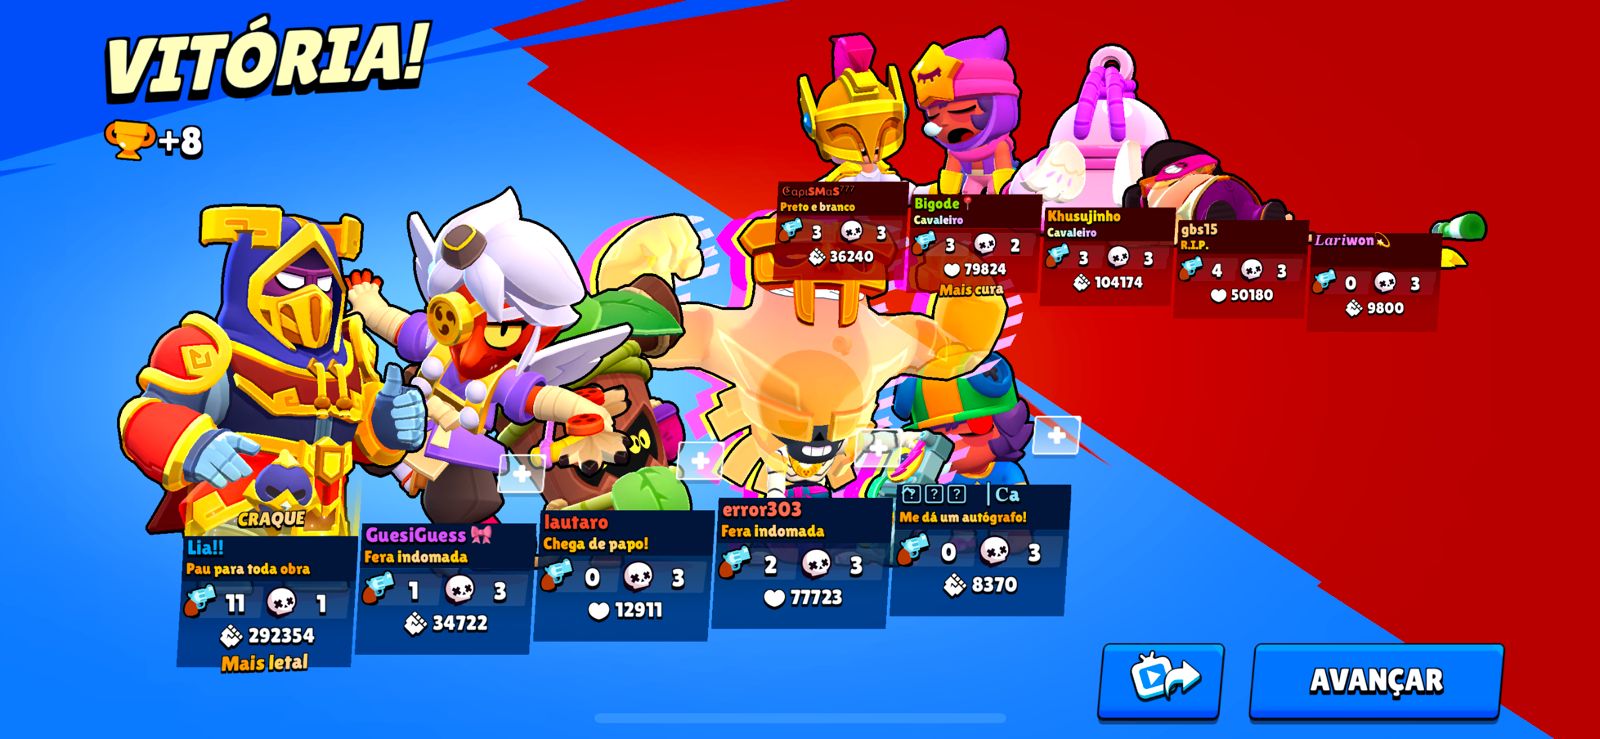 VITÓRIA!
+8
CapiSMaS777
Preto e branco
3 3
36240
Bigode
Cavaleiro
3 2
79824
Mais cura
Khusujinho
Cavaleiro
3 3
104174
gbs15
R.I.P.
4 3
50180
Lariwon
0 3
9800
CRAQUE
Lia!!
Pau para toda obra
11 1
292354
Mais letal
GuesiGuess
Fera indomada
1 3
34722
lautaro
Chega de papo!
0 3
12911
error303
Fera indomada
2 3
77723
? ? ? |Ca
Me dá um autógrafo!
0 3
8370
AVANÇAR